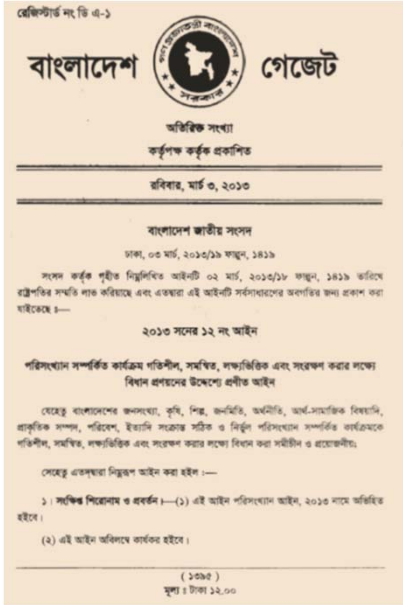 রেজিস্টার্ড নং ডি এ-১
বাংলাদেশ গেজেট
গণপ্রজাতন্ত্রী বাংলাদেশ
সরকার
অতিরিক্ত সংখ্যা
কর্তৃপক্ষ কর্তৃক প্রকাশিত
রবিবার, মার্চ ৩, ২০১৩
বাংলাদেশ জাতীয় সংসদ
ঢাকা, ০৩ মার্চ, ২০১৩/১৯ ফাল্গুন, ১৪১৯
সংসদ কর্তৃক গৃহীত নিম্নলিখিত আইনটি ০২ মার্চ, ২০১৩/১৮ ফাল্গুন, ১৪১৯ তারিখে
রাষ্ট্রপতির সম্মতি লাভ করিয়াছে এবং এতদ্বারা এই আইনটি সর্বসাধারণের অবগতির জন্য প্রকাশ করা
যাইতেছে ঃ—
২০১৩ সনের ১২ নং আইন
পরিসংখ্যান সম্পর্কিত কার্যক্রম গতিশীল, সমন্বিত, লক্ষ্যভিত্তিক এবং সংরক্ষণ করার লক্ষ্যে
বিধান প্রণয়নের উদ্দেশ্যে প্রণীত আইন
যেহেতু বাংলাদেশের জনসংখ্যা, কৃষি, শিল্প, জনমিতি, অর্থনীতি, আর্থ-সামাজিক বিষয়াদি,
প্রাকৃতিক সম্পদ, পরিবেশ, ইত্যাদি সংক্রান্ত সঠিক ও নির্ভুল পরিসংখ্যান সম্পর্কিত কার্যক্রমকে
গতিশীল, সমন্বিত, লক্ষ্যভিত্তিক এবং সংরক্ষণ করার লক্ষ্যে বিধান করা সমীচীন ও প্রয়োজনীয়;
সেহেতু এতদ্দ্বারা নিম্নরূপ আইন করা হইল :—
১। সংক্ষিপ্ত শিরোনাম ও প্রবর্তন।—(১) এই আইন পরিসংখ্যান আইন, ২০১৩ নামে অভিহিত
হইবে।
(২) এই আইন অবিলম্বে কার্যকর হইবে।
( ১৩৯৫ )
মূল্য ঃ টাকা ১২.০০